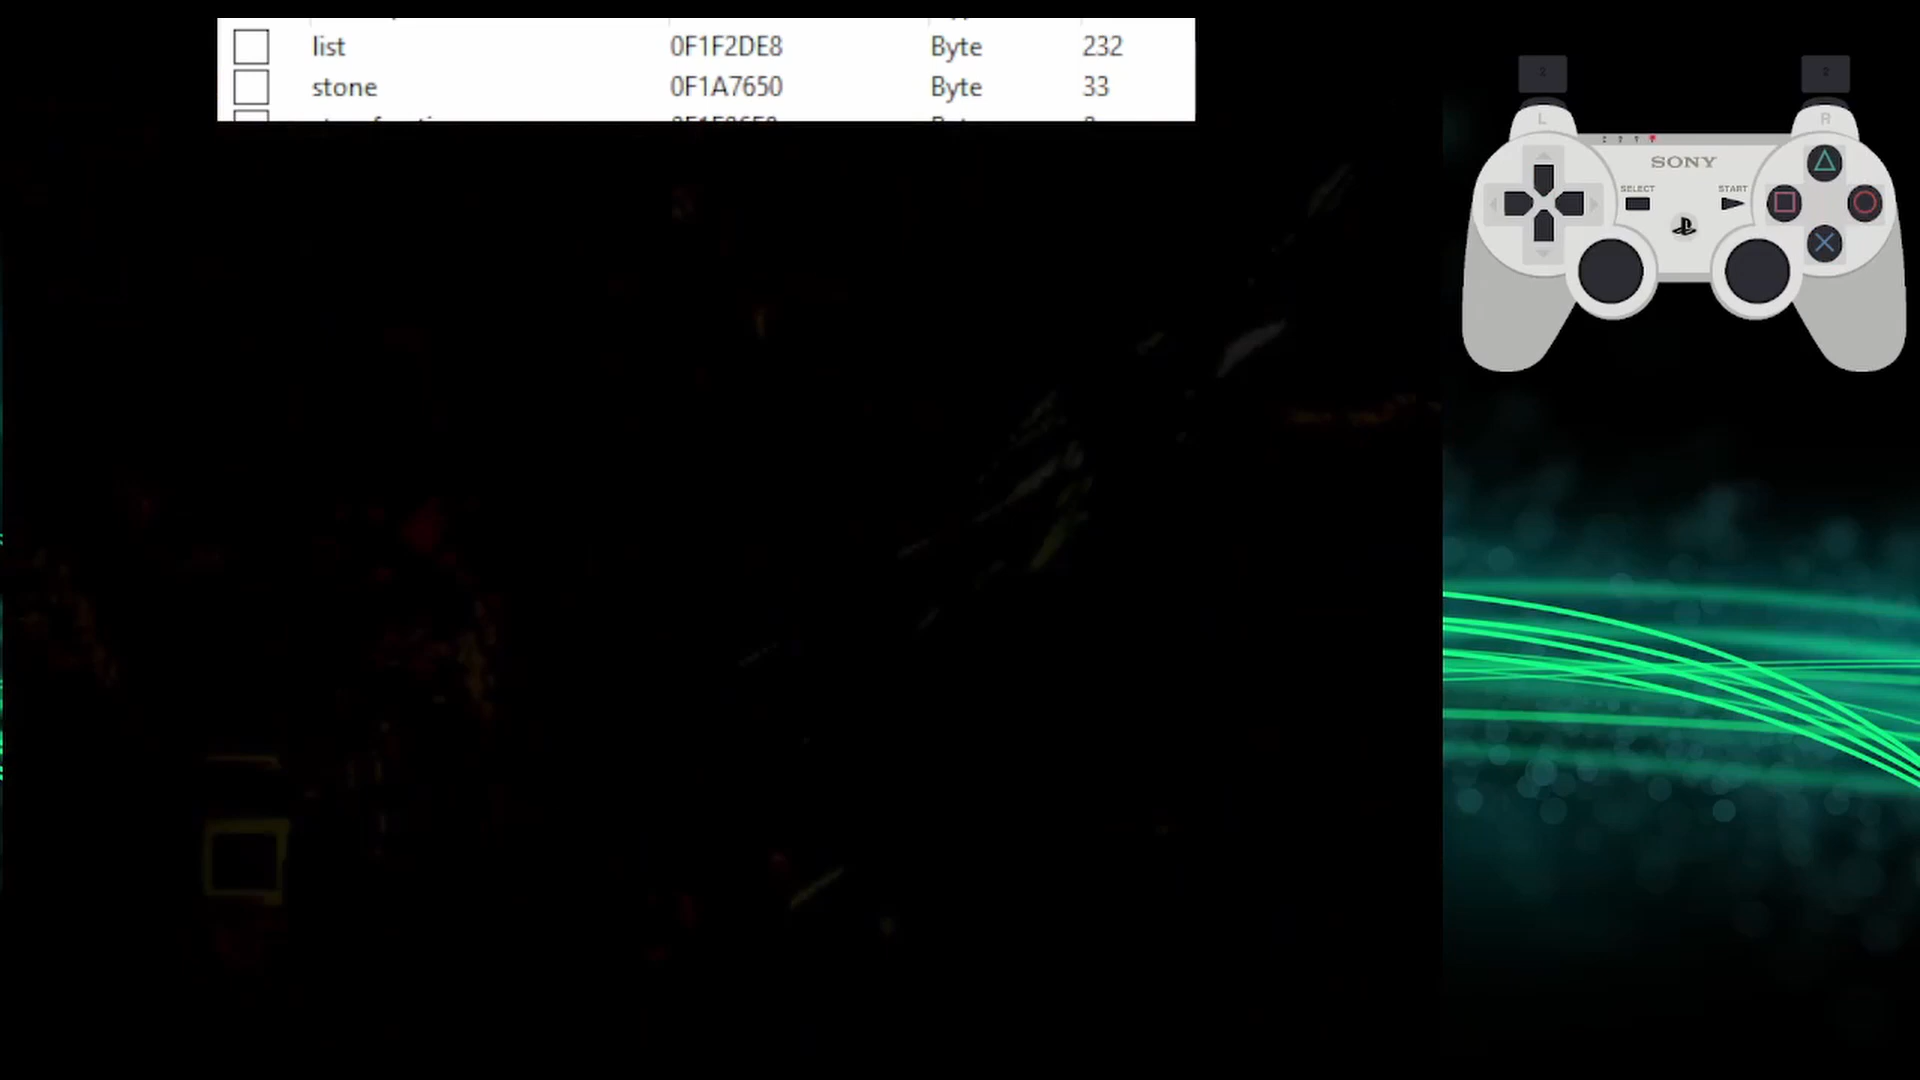 list 0F1F2DE8 Byte 232
stone 0F1A7650 Byte 33
L R
SONY
SELECT START